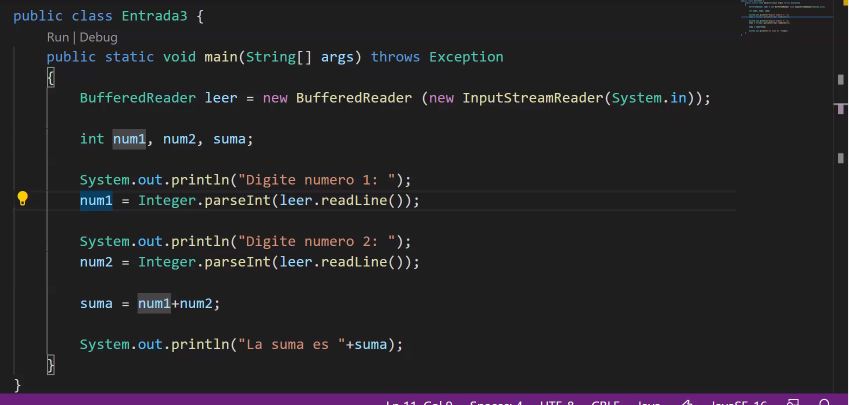 public class Entrada3 {
Run | Debug
public static void main(String[] args) throws Exception
{
BufferedReader leer = new BufferedReader (new InputStreamReader(System.in));
int num1, num2, suma;
System.out.println("Digite numero 1: ");
num1 = Integer.parseInt(leer.readLine());
System.out.println("Digite numero 2: ");
num2 = Integer.parseInt(leer.readLine());
suma = num1+num2;
System.out.println("La suma es "+suma);
}
}
Ln 11, Col 9 Spaces: 4 UTF-8 CRLF Java JavaSE-16